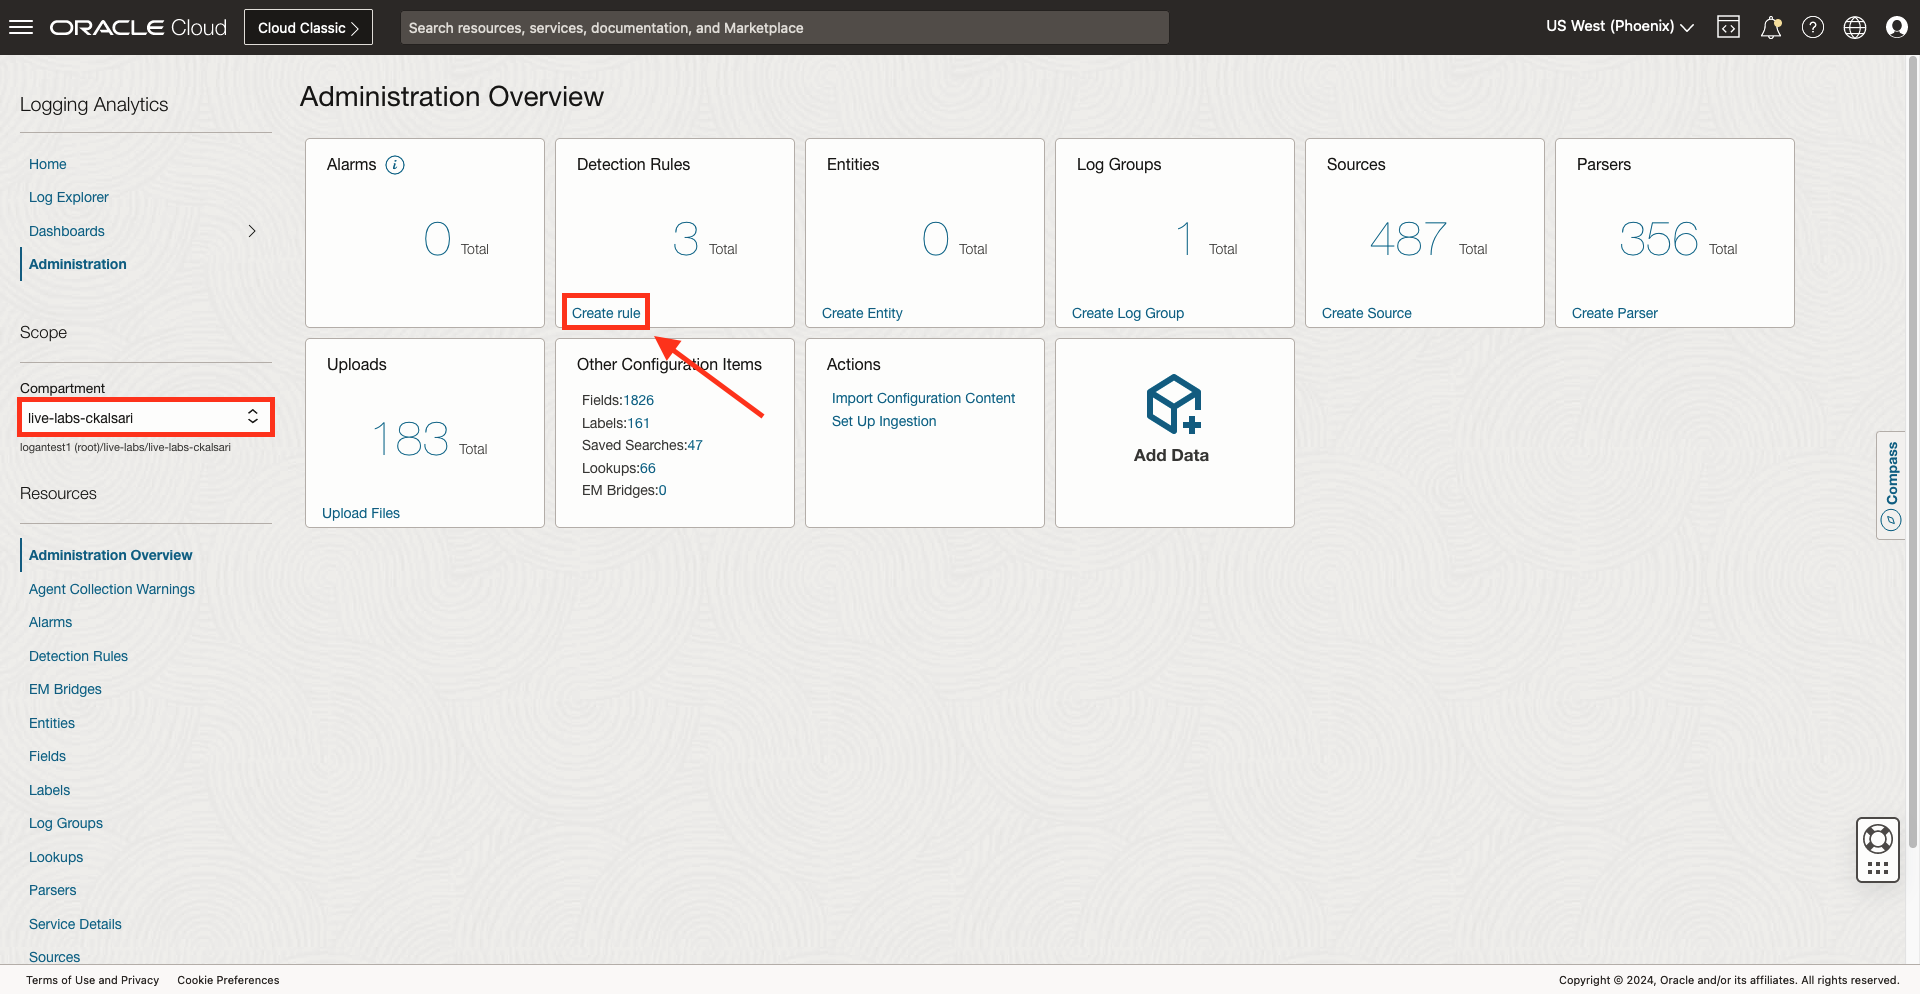 ORACLE Cloud
Cloud Classic
Search resources, services, documentation, and Marketplace
US West (Phoenix)
Logging Analytics
Home
Log Explorer
Dashboards
Administration
Scope
Compartment
live-labs-ckalsari
logantest1 (root)/live-labs/live-labs-ckalsari
Resources
Administration Overview
Agent Collection Warnings
Alarms
Detection Rules
EM Bridges
Entities
Fields
Labels
Log Groups
Lookups
Parsers
Service Details
Sources
Administration Overview
Alarms
0 Total
Detection Rules
3 Total
Create rule
Entities
0 Total
Create Entity
Log Groups
1 Total
Create Log Group
Sources
487 Total
Create Source
Parsers
356 Total
Create Parser
Uploads
183 Total
Upload Files
Other Configuration Items
Fields:1826
Labels:161
Saved Searches:47
Lookups:66
EM Bridges:0
Actions
Import Configuration Content
Set Up Ingestion
Add Data
Compass
Terms of Use and Privacy
Cookie Preferences
Copyright © 2024, Oracle and/or its affiliates. All rights reserved.